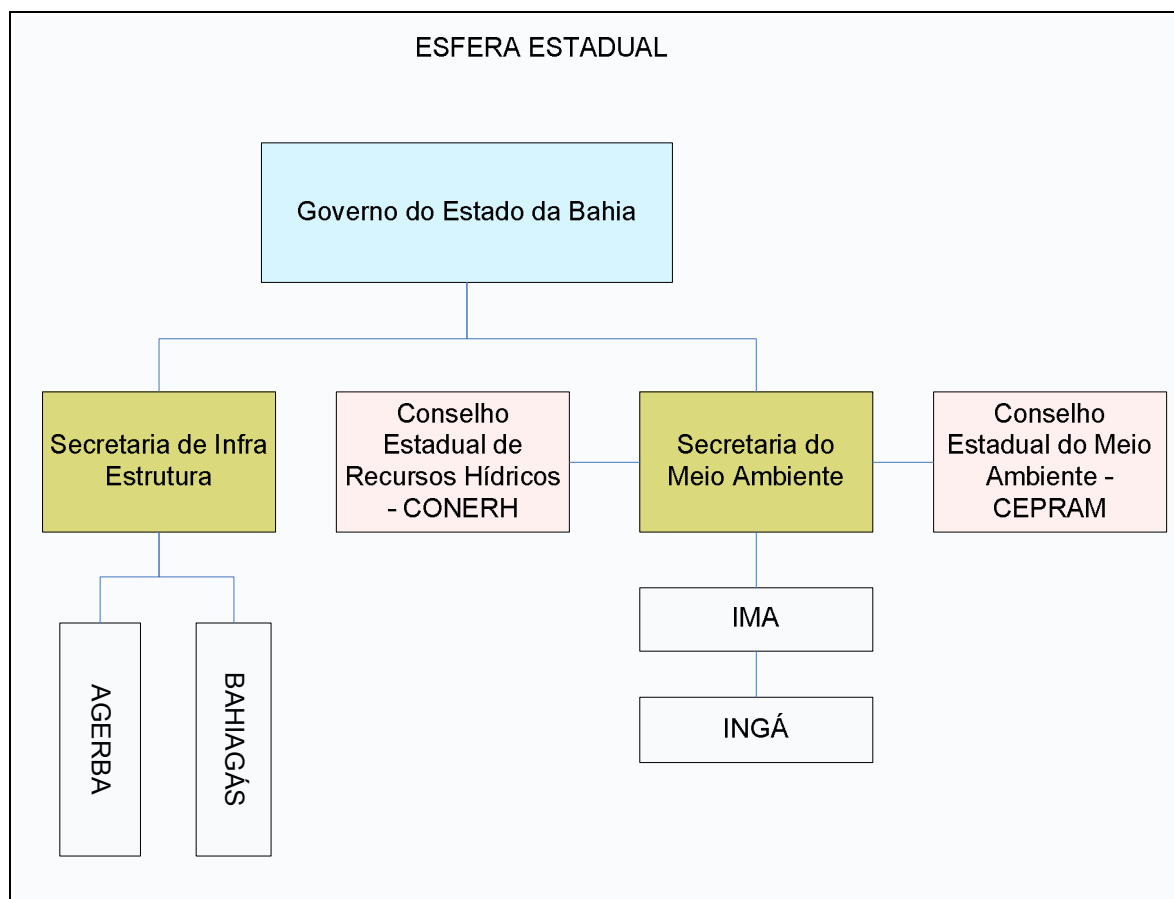 ESFERA ESTADUAL
Governo do Estado da Bahia
Secretaria de Infra
Estrutura
Conselho
Estadual de
Recursos Hídricos
- CONERH
Secretaria do
Meio Ambiente
Conselho
Estadual do Meio
Ambiente -
CEPRAM
AGERBA
BAHIAGÁS
IMA
INGÁ